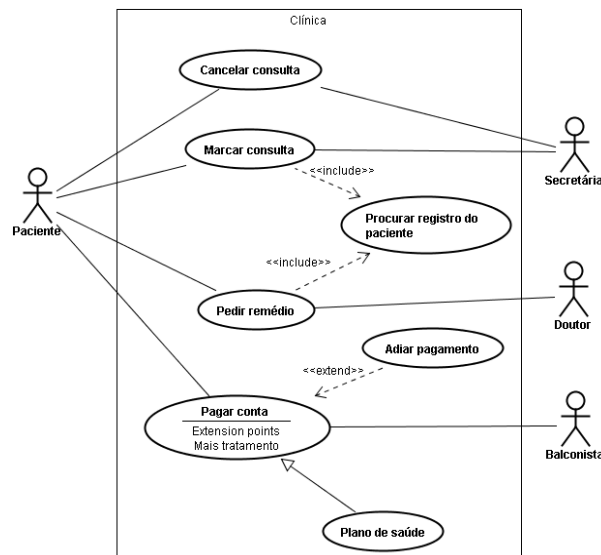 Clínica
Cancelar consulta
Marcar consulta
<<include>>
Secretária
Procurar registro do
paciente
Paciente
<<include>>
Pedir remédio
Doutor
Adiar pagamento
<<extend>>
Pagar conta
Extension points
Mais tratamento
Balconista
Plano de saúde